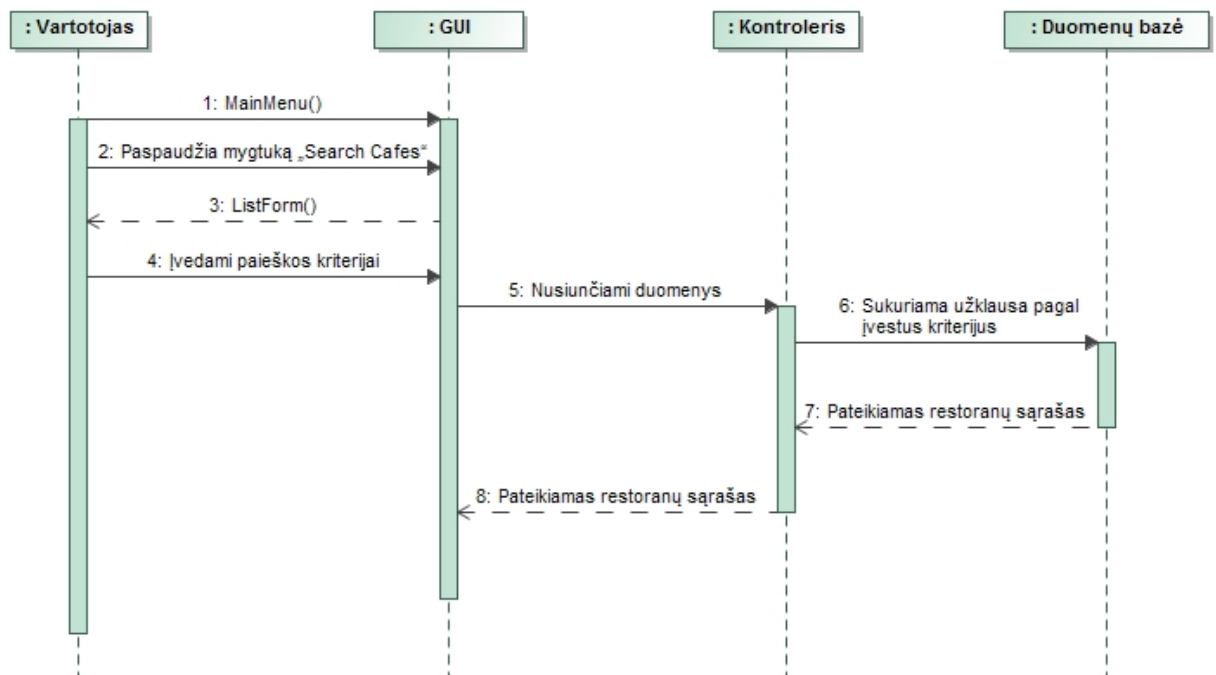 : Vartotojas
: GUI
: Kontroleris
: Duomenų bazė
1: MainMenu()
2: Paspaudžia mygtuką „Search Cafes“
3: ListForm()
4: Įvedami paieškos kriterijai
5: Nusiunčiami duomenys
6: Sukuriama užklausa pagal
įvestus kriterijus
7: Pateikiamas restoranų sąrašas
8: Pateikiamas restoranų sąrašas